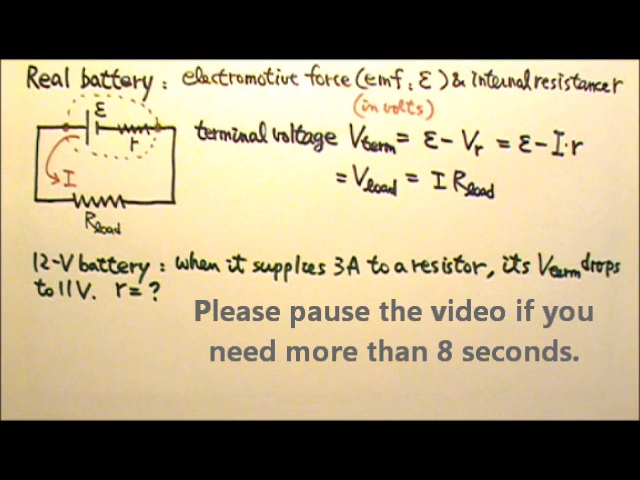 Real battery: electromotive force (emf, ε) & internal resistance r
(in volts)
ε
r
I
R load
terminal voltage Vterm = ε - Vr = ε - I·r
= Vload = I Rload
12-V battery: when it supplies 3A to a resistor, its Vterm drops
to 11V. r = ?
Please pause the video if you
need more than 8 seconds.